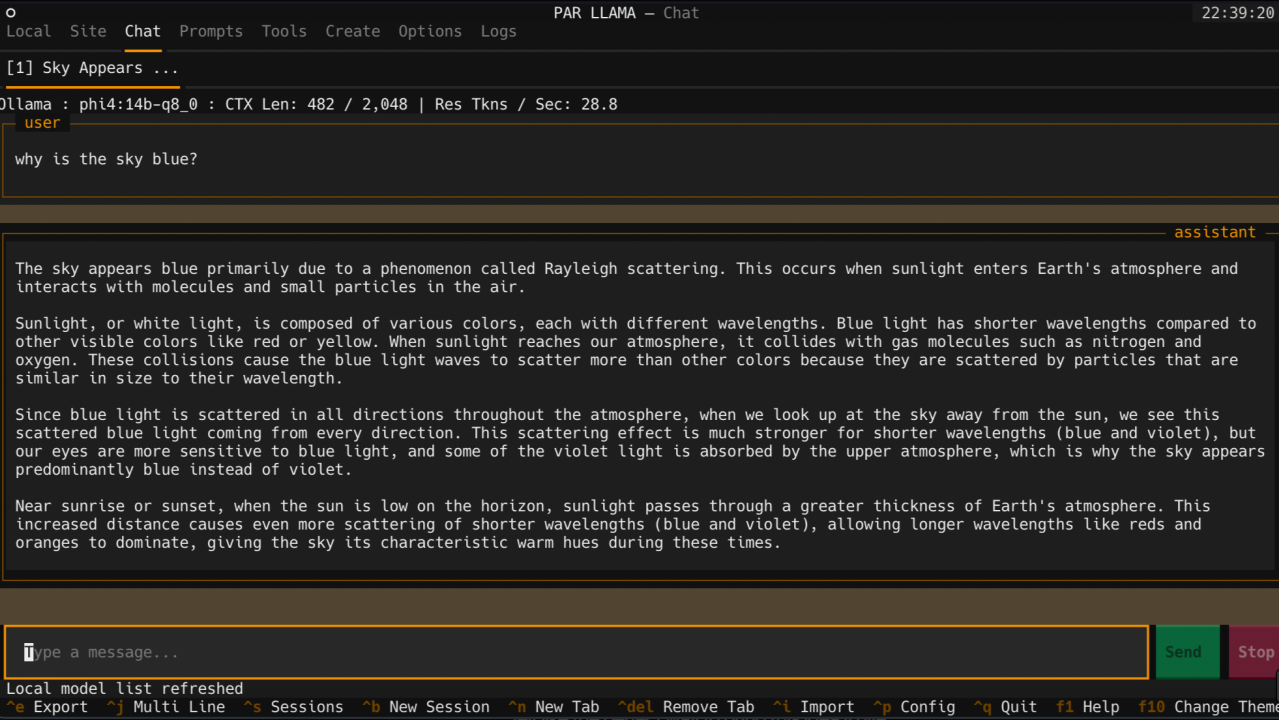 PAR LLAMA — Chat 22:39:20
Local Site Chat Prompts Tools Create Options Logs
[1] Sky Appears ...
Ollama : phi4:14b-q8_0 : CTX Len: 482 / 2,048 | Res Tkns / Sec: 28.8
user
why is the sky blue?
assistant
The sky appears blue primarily due to a phenomenon called Rayleigh scattering. This occurs when sunlight enters Earth's atmosphere and
interacts with molecules and small particles in the air.
Sunlight, or white light, is composed of various colors, each with different wavelengths. Blue light has shorter wavelengths compared to
other visible colors like red or yellow. When sunlight reaches our atmosphere, it collides with gas molecules such as nitrogen and
oxygen. These collisions cause the blue light waves to scatter more than other colors because they are scattered by particles that are
similar in size to their wavelength.
Since blue light is scattered in all directions throughout the atmosphere, when we look up at the sky away from the sun, we see this
scattered blue light coming from every direction. This scattering effect is much stronger for shorter wavelengths (blue and violet), but
our eyes are more sensitive to blue light, and some of the violet light is absorbed by the upper atmosphere, which is why the sky appears
predominantly blue instead of violet.
Near sunrise or sunset, when the sun is low on the horizon, sunlight passes through a greater thickness of Earth's atmosphere. This
increased distance causes even more scattering of shorter wavelengths (blue and violet), allowing longer wavelengths like reds and
oranges to dominate, giving the sky its characteristic warm hues during these times.
Type a message... Send Stop
Local model list refreshed
^e Export ^j Multi Line ^s Sessions ^b New Session ^n New Tab ^del Remove Tab ^i Import ^p Config ^q Quit f1 Help f10 Change Theme